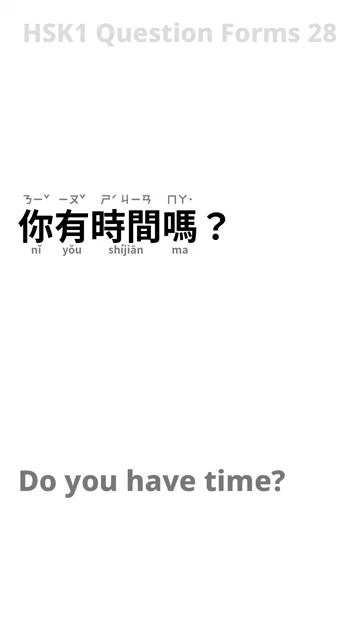 HSK1 Question Forms 28
ㄋㄧˇ ㄧㄡˇ ㄕˊ ㄐㄧㄢ ㄇㄚ˙
你有時間嗎？
nǐ yǒu shíjiān ma
Do you have time?